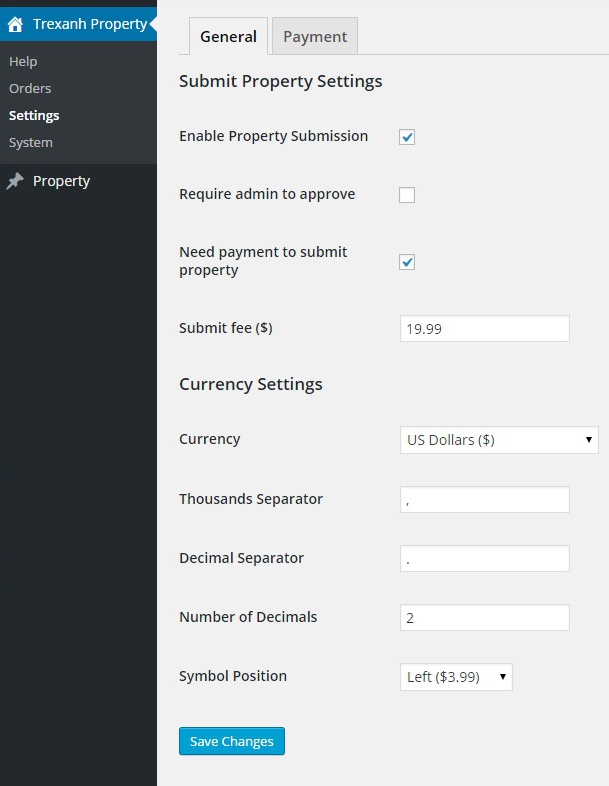 Trexanh Property
Help
Orders
Settings
System
Property
General
Payment
Submit Property Settings
Enable Property Submission
Require admin to approve
Need payment to submit
property
Submit fee ($)
19.99
Currency Settings
Currency
US Dollars ($)
Thousands Separator
,
Decimal Separator
.
Number of Decimals
2
Symbol Position
Left ($3.99)
Save Changes